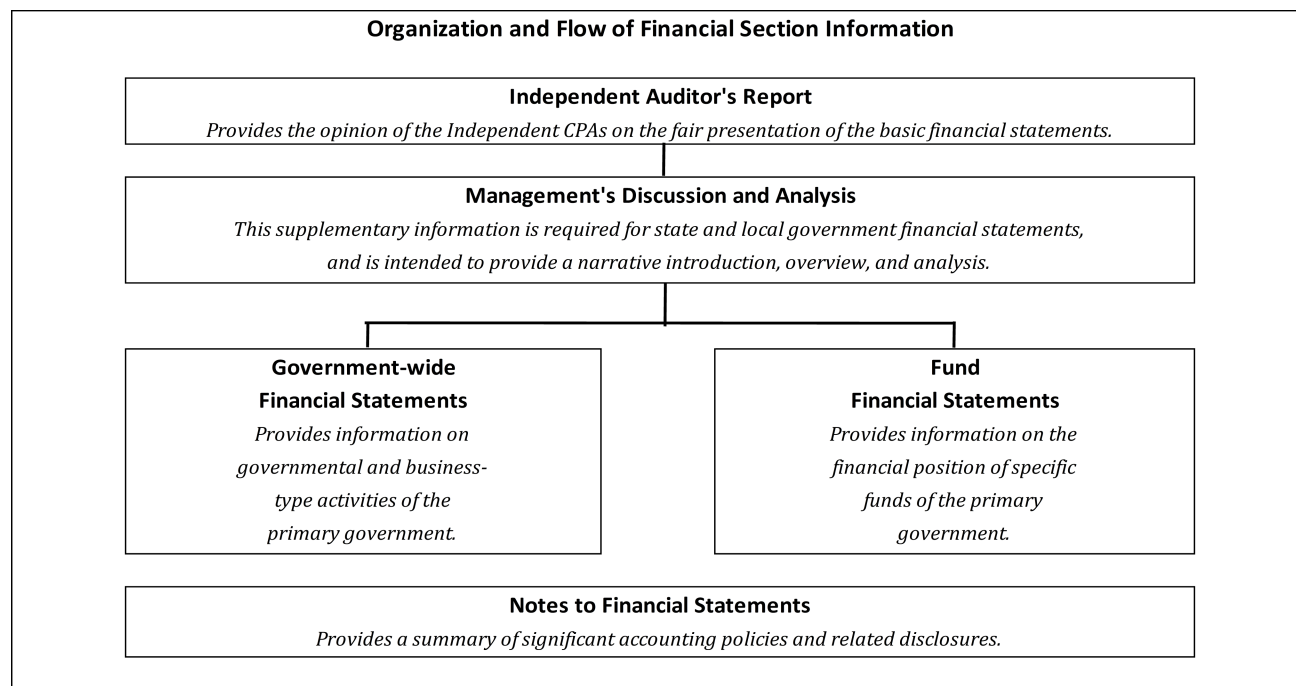 Organization and Flow of Financial Section Information
Independent Auditor's Report
Provides the opinion of the Independent CPAs on the fair presentation of the basic financial statements.
Management's Discussion and Analysis
This supplementary information is required for state and local government financial statements,
and is intended to provide a narrative introduction, overview, and analysis.
Government-wide
Financial Statements
Provides information on
governmental and business-
type activities of the
primary government.
Fund
Financial Statements
Provides information on the
financial position of specific
funds of the primary
government.
Notes to Financial Statements
Provides a summary of significant accounting policies and related disclosures.